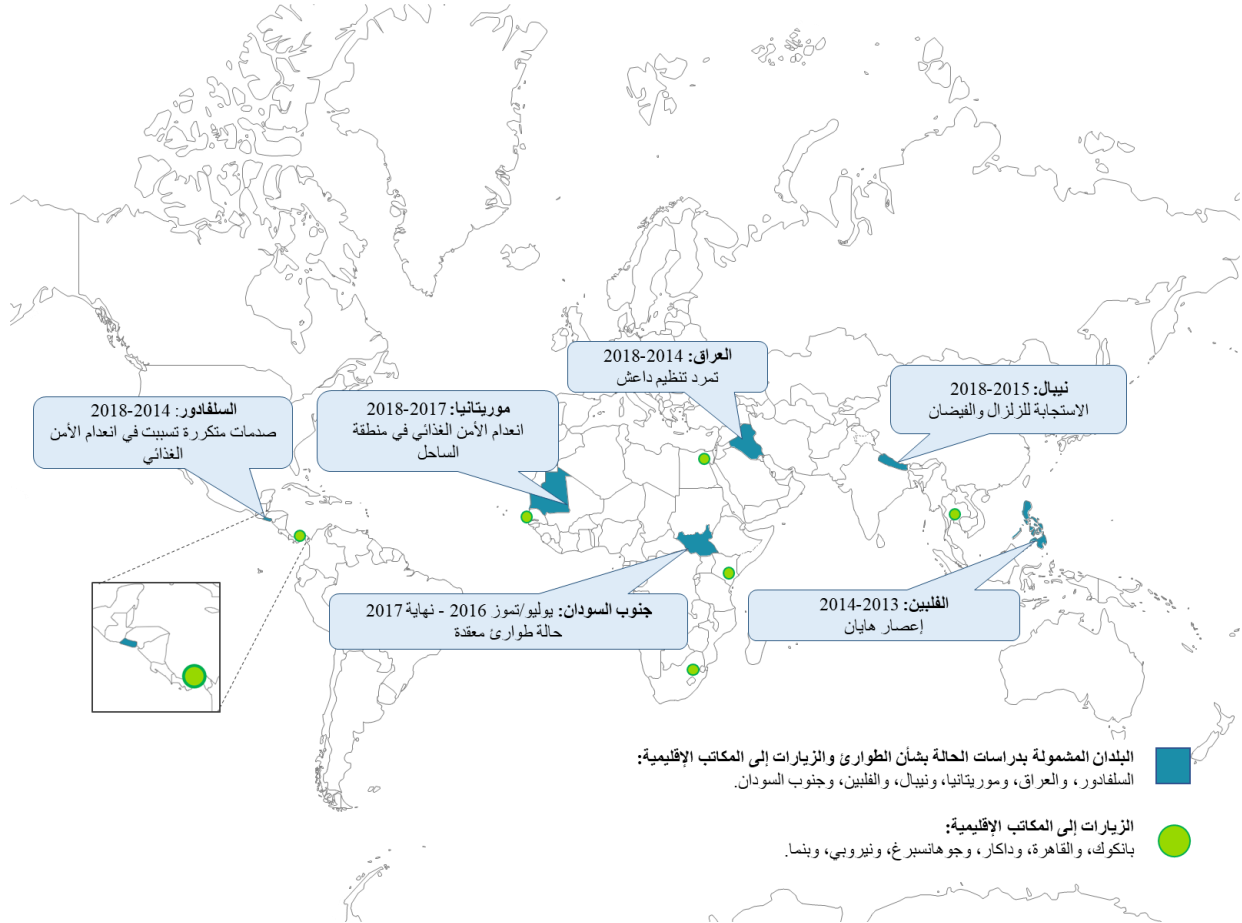 العراق: 2014-2018
تمرد تنظيم داعش
نيبال: 2015-2018
الاستجابة للزلزال والفيضان
موريتانيا: 2017-2018
انعدام الأمن الغذائي في منطقة
الساحل
السلفادور: 2014-2018
صدمات متكررة تسببت في انعدام الأمن
الغذائي
الفلبين: 2013-2014
إعصار هايان
جنوب السودان: يوليو/تموز 2016 - نهاية 2017
حالة طوارئ معقدة
البلدان المشمولة بدراسات الحالة بشأن الطوارئ والزيارات إلى المكاتب الإقليمية:
السلفادور، والعراق، وموريتانيا، ونيبال، والفلبين، وجنوب السودان.
الزيارات إلى المكاتب الإقليمية:
بانكوك، والقاهرة، وداكار، وجوهانسبرغ، ونيروبي، وبنما.